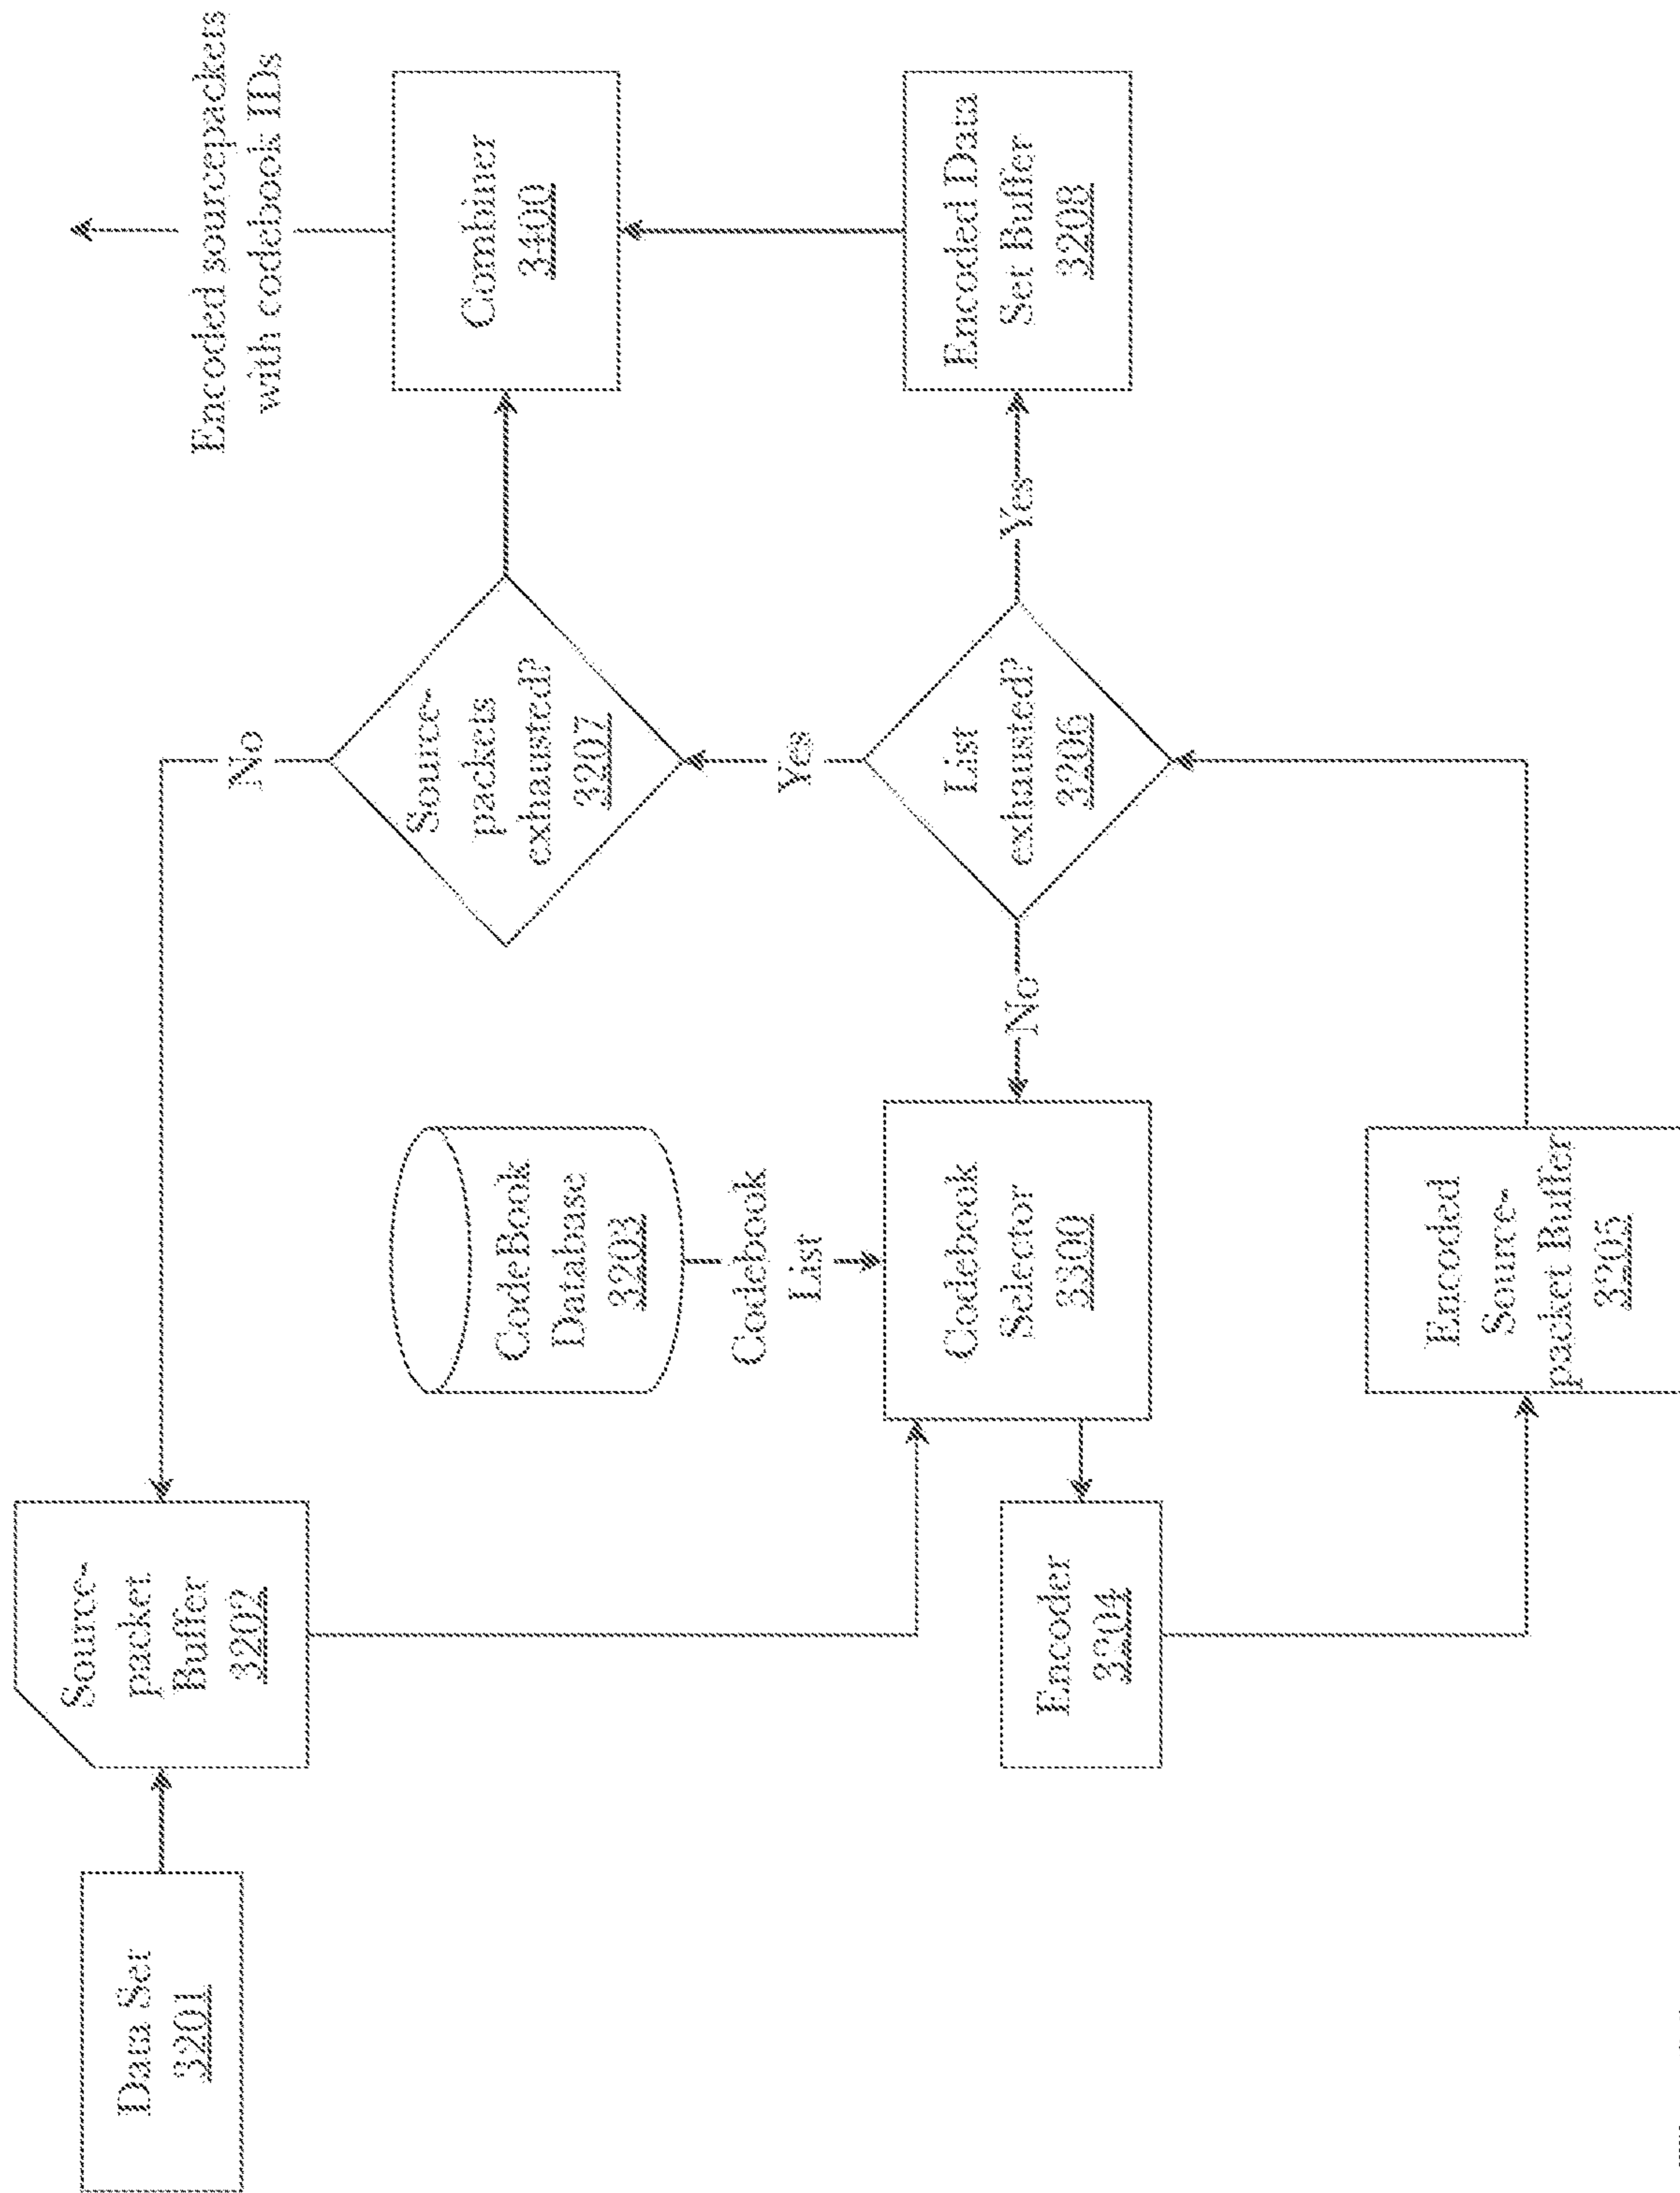 Data Set
3201
Source-
packet
Buffer
3202
No
Encoded sourcepackets
with codebook IDs
CodeBook
Database
3203
Codebook
List
Source-
packets
exhausted?
3207
Combiner
3400
Yes
Encoder
3204
Codebook
Selector
3300
No
List
exhausted?
3206
Yes
Encoded Data
Set Buffer
3208
Encoded
Source-
packet Buffer
3205